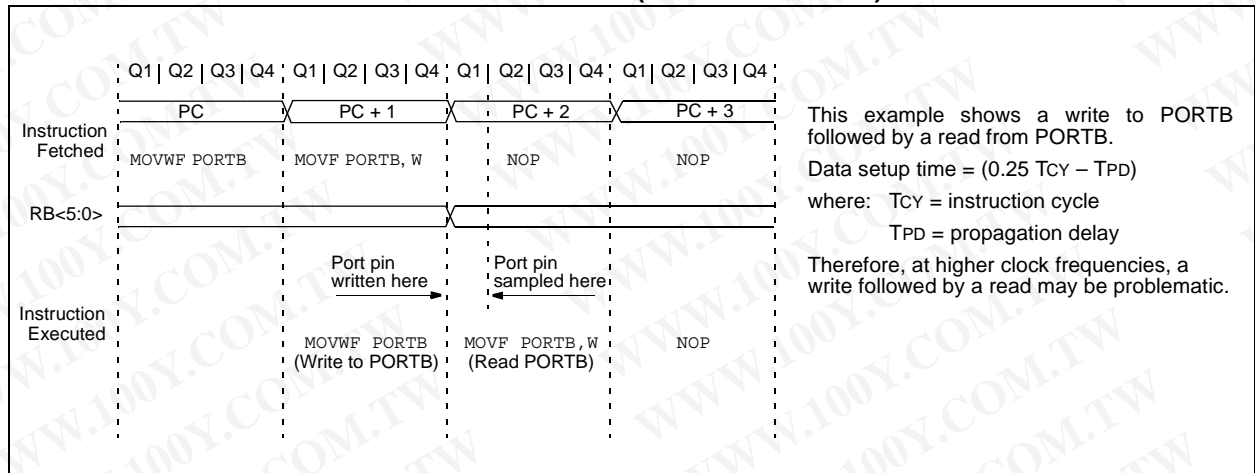 Q1 | Q2 | Q3 | Q4 Q1 | Q2 | Q3 | Q4 Q1 | Q2 | Q3 | Q4 Q1 | Q2 | Q3 | Q4
PC PC + 1 PC + 2 PC + 3
Instruction
Fetched
MOVWF PORTB MOVF PORTB, W NOP NOP
RB<5:0>
Port pin
written here
Port pin
sampled here
Instruction
Executed
MOVWF PORTB
(Write to PORTB)
MOVF PORTB,W
(Read PORTB)
NOP
This example shows a write to PORTB
followed by a read from PORTB.
Data setup time = (0.25 TCY – TPD)
where: TCY = instruction cycle
TPD = propagation delay
Therefore, at higher clock frequencies, a
write followed by a read may be problematic.
WWW.100Y.COM.TW